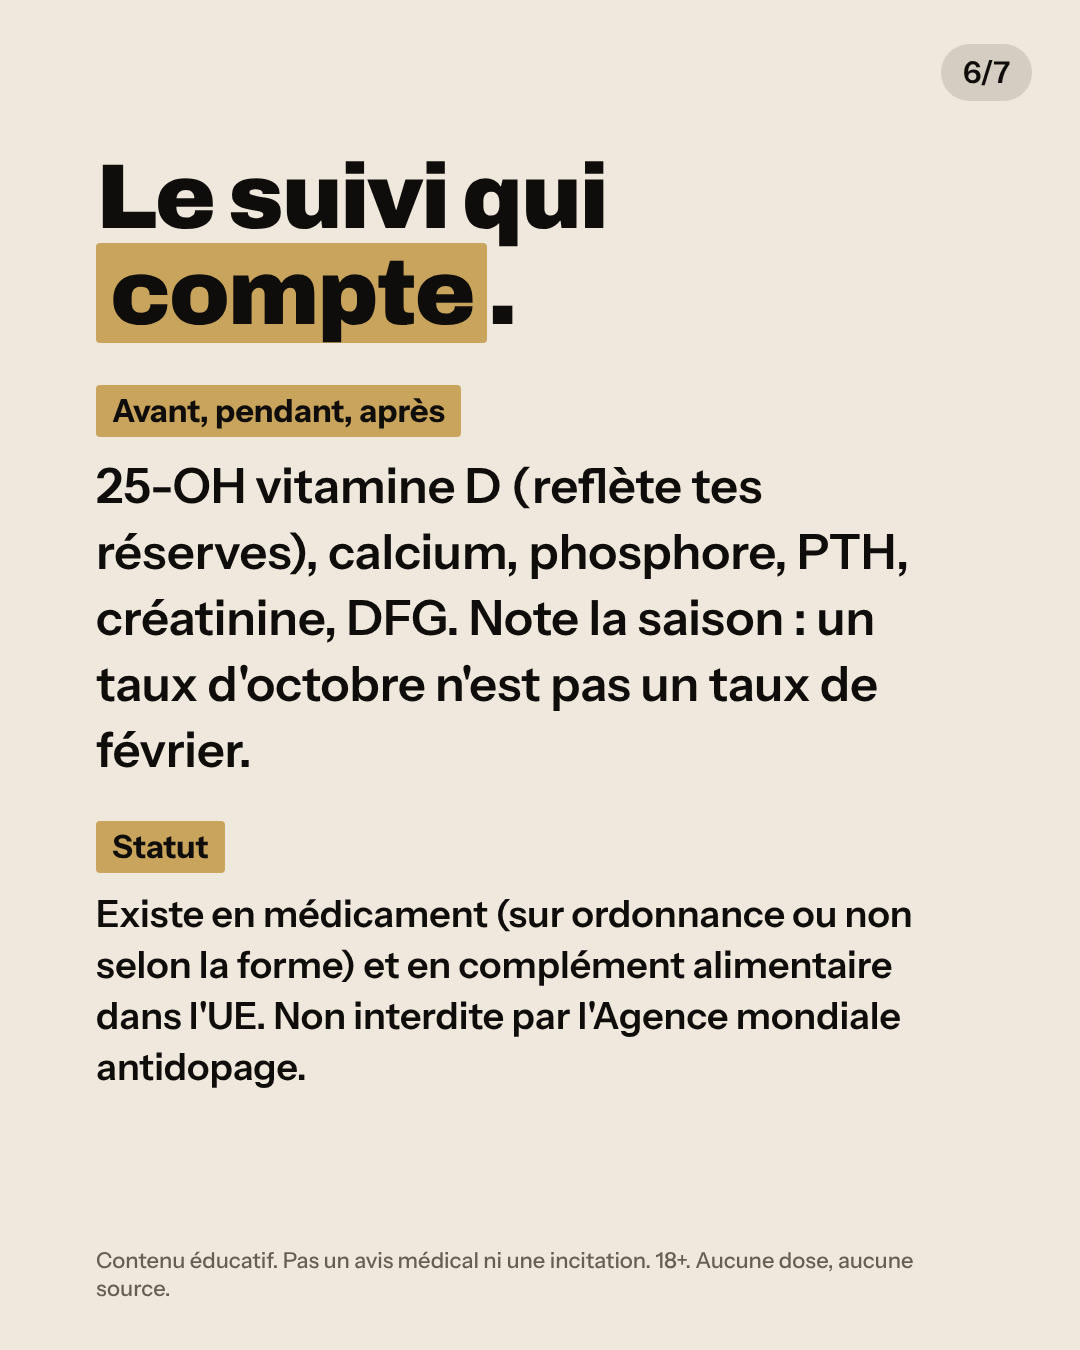 6/7
Le suivi qui
compte.
Avant, pendant, après
25-OH vitamine D (reflète tes
réserves), calcium, phosphore, PTH,
créatinine, DFG. Note la saison : un
taux d'octobre n'est pas un taux de
février.
Statut
Existe en médicament (sur ordonnance ou non
selon la forme) et en complément alimentaire
dans l'UE. Non interdite par l'Agence mondiale
antidopage.
Contenu éducatif. Pas un avis médical ni une incitation. 18+. Aucune dose, aucune
source.